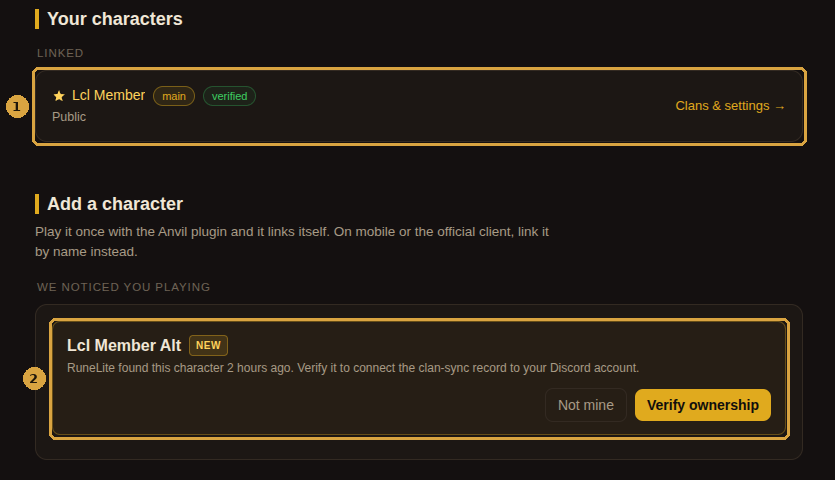 Your characters
LINKED
1
★ Lcl Member main verified
Public
Clans & settings →
Add a character
Play it once with the Anvil plugin and it links itself. On mobile or the official client, link it
by name instead.
WE NOTICED YOU PLAYING
2
Lcl Member Alt NEW
RuneLite found this character 2 hours ago. Verify it to connect the clan-sync record to your Discord account.
Not mine Verify ownership